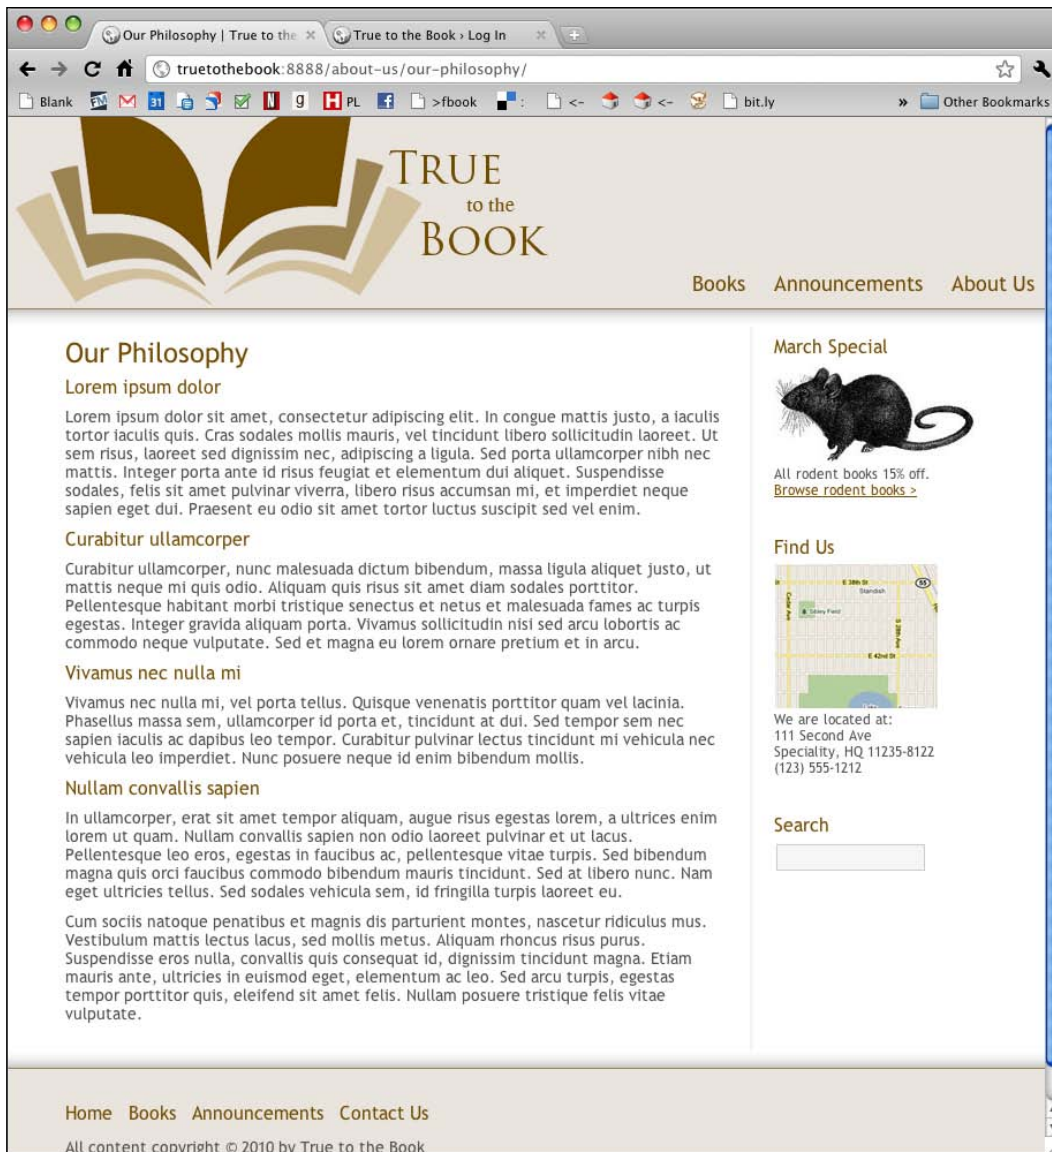 Our Philosophy | True to the
True to the Book › Log In
truetothebook:8888/about-us/our-philosophy/
Blank
31
g
PL
>fbook
:
<-
<-
bit.ly
»
Other Bookmarks
TRUE
to the
BOOK
Books Announcements About Us
Our Philosophy
Lorem ipsum dolor
Lorem ipsum dolor sit amet, consectetur adipiscing elit. In congue mattis justo, a iaculis
tortor iaculis quis. Cras sodales mollis mauris, vel tincidunt libero sollicitudin laoreet. Ut
sem risus, laoreet sed dignissim nec, adipiscing a ligula. Sed porta ullamcorper nibh nec
mattis. Integer porta ante id risus feugiat et elementum dui aliquet. Suspendisse
sodales, felis sit amet pulvinar viverra, libero risus accumsan mi, et imperdiet neque
sapien eget dui. Praesent eu odio sit amet tortor luctus suscipit sed vel enim.
Curabitur ullamcorper
Curabitur ullamcorper, nunc malesuada dictum bibendum, massa ligula aliquet justo, ut
mattis neque mi quis odio. Aliquam quis risus sit amet diam sodales porttitor.
Pellentesque habitant morbi tristique senectus et netus et malesuada fames ac turpis
egestas. Integer gravida aliquam porta. Vivamus sollicitudin nisi sed arcu lobortis ac
commodo neque vulputate. Sed et magna eu lorem ornare pretium et in arcu.
Vivamus nec nulla mi
Vivamus nec nulla mi, vel porta tellus. Quisque venenatis porttitor quam vel lacinia.
Phasellus massa sem, ullamcorper id porta et, tincidunt at dui. Sed tempor sem nec
sapien iaculis ac dapibus leo tempor. Curabitur pulvinar lectus tincidunt mi vehicula nec
vehicula leo imperdiet. Nunc posuere neque id enim bibendum mollis.
Nullam convallis sapien
In ullamcorper, erat sit amet tempor aliquam, augue risus egestas lorem, a ultrices enim
lorem ut quam. Nullam convallis sapien non odio laoreet pulvinar et ut lacus.
Pellentesque leo eros, egestas in faucibus ac, pellentesque vitae turpis. Sed bibendum
magna quis orci faucibus commodo bibendum mauris tincidunt. Sed at libero nunc. Nam
eget ultricies tellus. Sed sodales vehicula sem, id fringilla turpis laoreet eu.
Cum sociis natoque penatibus et magnis dis parturient montes, nascetur ridiculus mus.
Vestibulum mattis lectus lacus, sed mollis metus. Aliquam rhoncus risus purus.
Suspendisse eros nulla, convallis quis consequat id, dignissim tincidunt magna. Etiam
mauris ante, ultricies in euismod eget, elementum ac leo. Sed arcu turpis, egestas
tempor porttitor quis, eleifend sit amet felis. Nullam posuere tristique felis vitae
vulputate.
March Special
All rodent books 15% off.
Browse rodent books >
Find Us
E 38th St
Standish
55
Cedar Ave
Sibley Field
S 28th Ave
E 42nd St
We are located at:
111 Second Ave
Speciality, HQ 11235-8122
(123) 555-1212
Search
Home Books Announcements Contact Us
All content copyright © 2010 by True to the Book